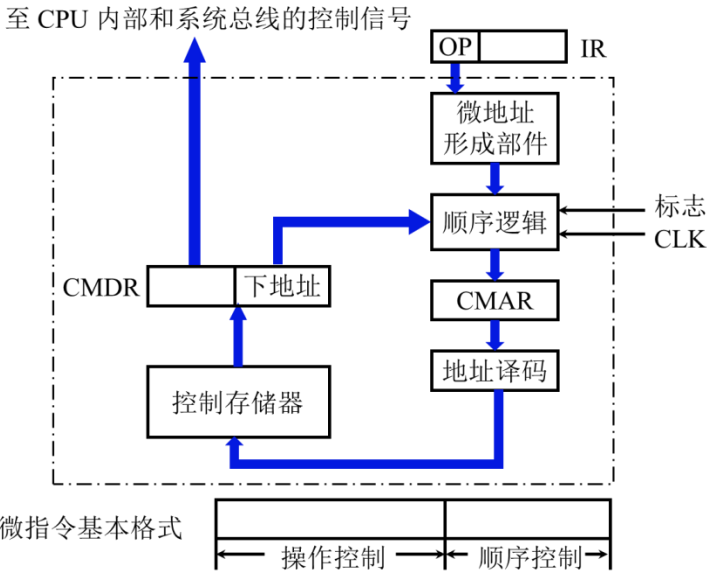 至 CPU 内部和系统总线的控制信号
OP
IR
微地址
形成部件
顺序逻辑
标志
CLK
CMDR
下地址
CMAR
控制存储器
地址译码
微指令基本格式
操作控制
顺序控制